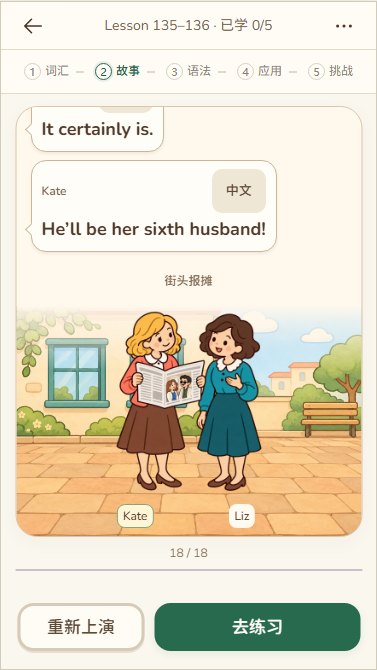 Lesson 135–136 · 已学 0/5
1 词汇 2 故事 3 语法 4 应用 5 挑战
It certainly is.
Kate 中文
He’ll be her sixth husband!
街头报摊
Kate Liz
18 / 18
重新上演 去练习